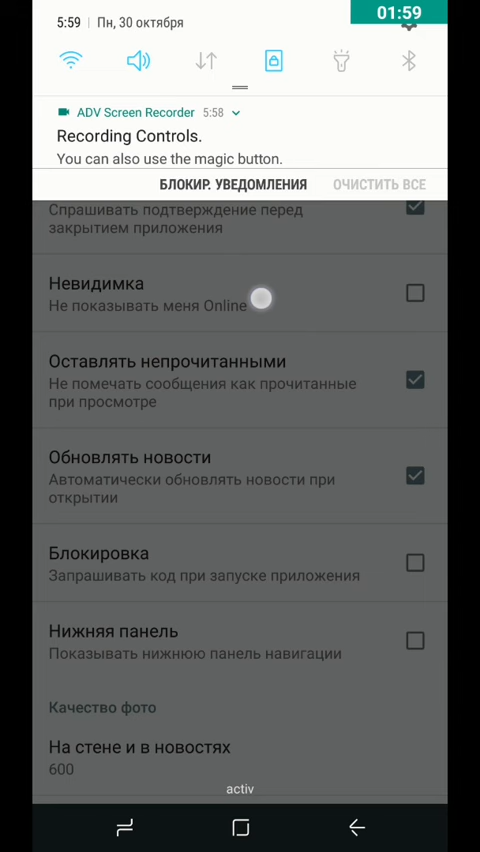 01:59
5:59 | Пн, 30 октября
ADV Screen Recorder 5:58
Recording Controls.
You can also use the magic button.
БЛОКИР. УВЕДОМЛЕНИЯ ОЧИСТИТЬ ВСЕ
Спрашивать подтверждение перед
закрытием приложения
Невидимка
Не показывать меня Online
Оставлять непрочитанными
Не помечать сообщения как прочитанные
при просмотре
Обновлять новости
Автоматически обновлять новости при
открытии
Блокировка
Запрашивать код при запуске приложения
Нижняя панель
Показывать нижнюю панель навигации
Качество фото
На стене и в новостях
600
activ